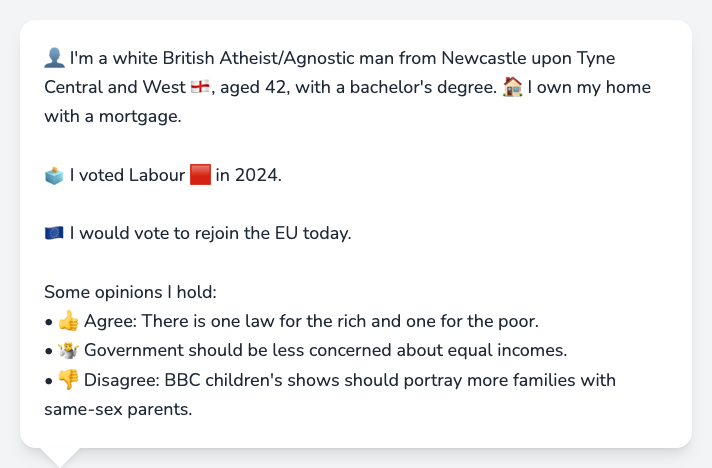 👤 I'm a white British Atheist/Agnostic man from Newcastle upon Tyne
Central and West 🏴󠁧󠁢󠁥󠁮󠁧󠁿, aged 42, with a bachelor's degree. 🏠 I own my home
with a mortgage.
🗳️ I voted Labour 🟥 in 2024.
🇪🇺 I would vote to rejoin the EU today.
Some opinions I hold:
• 👍 Agree: There is one law for the rich and one for the poor.
• 🤷 Government should be less concerned about equal incomes.
• 👎 Disagree: BBC children's shows should portray more families with
same-sex parents.